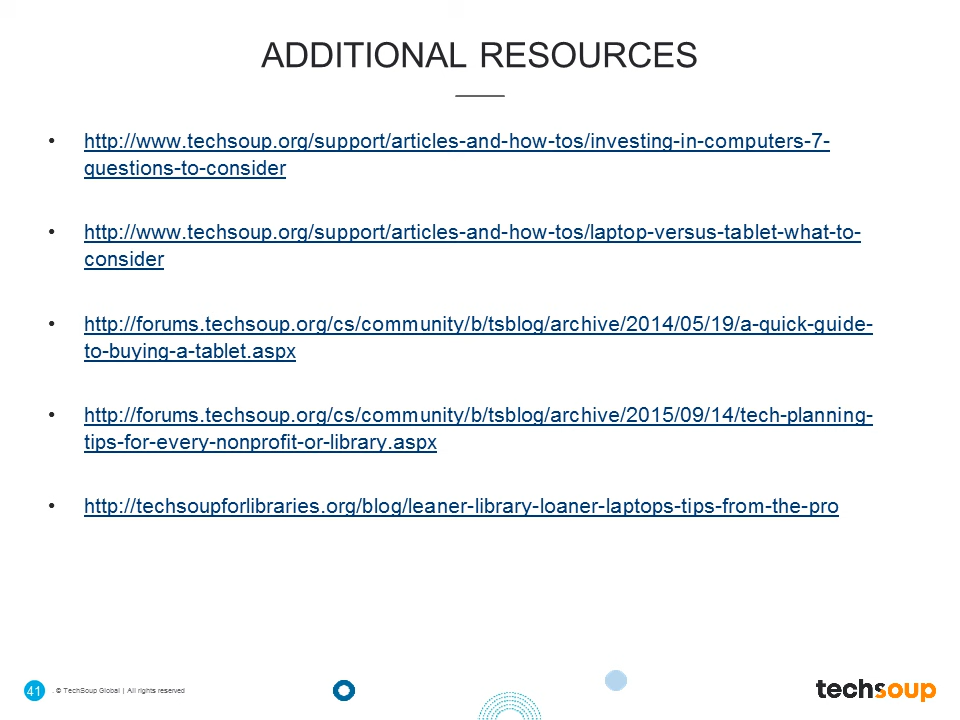 ADDITIONAL RESOURCES
• http://www.techsoup.org/support/articles-and-how-tos/investing-in-computers-7-
questions-to-consider
• http://www.techsoup.org/support/articles-and-how-tos/laptop-versus-tablet-what-to-
consider
• http://forums.techsoup.org/cs/community/b/tsblog/archive/2014/05/19/a-quick-guide-
to-buying-a-tablet.aspx
• http://forums.techsoup.org/cs/community/b/tsblog/archive/2015/09/14/tech-planning-
tips-for-every-nonprofit-or-library.aspx
• http://techsoupforlibraries.org/blog/leaner-library-loaner-laptops-tips-from-the-pro
41 . © TechSoup Global | All rights reserved
techsoup